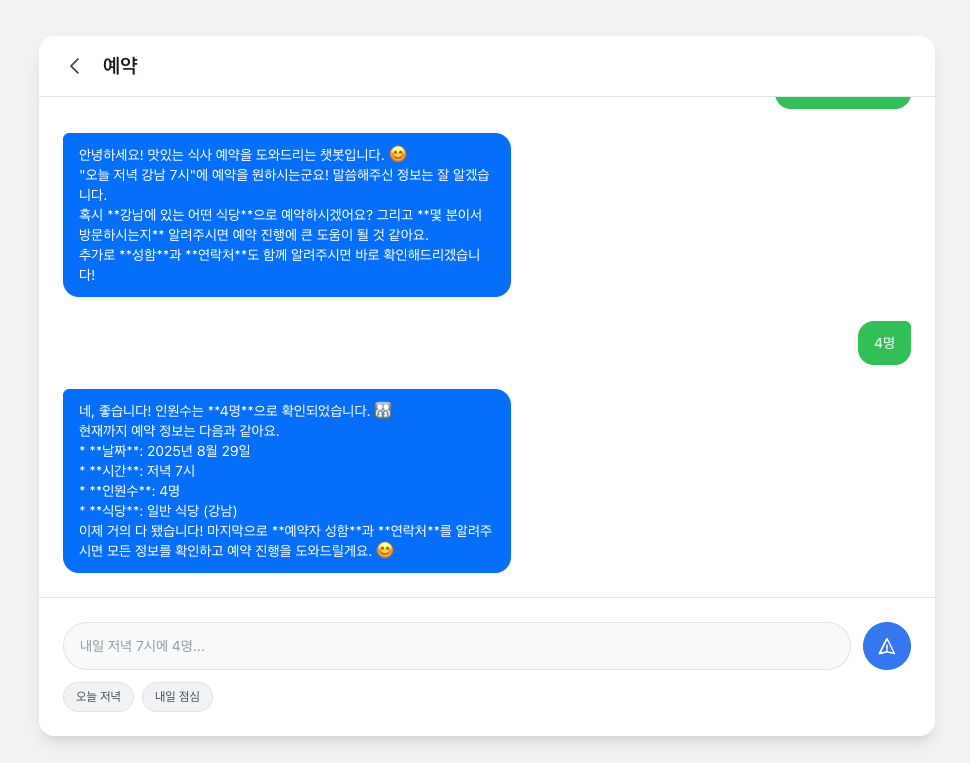 예약
안녕하세요! 맛있는 식사 예약을 도와드리는 챗봇입니다. 😊
"오늘 저녁 강남 7시"에 예약을 원하시는군요! 말씀해주신 정보는 잘 알겠습
니다.
혹시 **강남에 있는 어떤 식당**으로 예약하시겠어요? 그리고 **몇 분이서
방문하시는지** 알려주시면 예약 진행에 큰 도움이 될 것 같아요.
추가로 **성함**과 **연락처**도 함께 알려주시면 바로 확인해드리겠습니
다!
4명
네, 좋습니다! 인원수는 **4명**으로 확인되었습니다.
현재까지 예약 정보는 다음과 같아요.
* **날짜**: 2025년 8월 29일
* **시간**: 저녁 7시
* **인원수**: 4명
* **식당**: 일반 식당 (강남)
이제 거의 다 됐습니다! 마지막으로 **예약자 성함**과 **연락처**를 알려주
시면 모든 정보를 확인하고 예약 진행을 도와드릴게요. 😊
내일 저녁 7시에 4명...
오늘 저녁
내일 점심